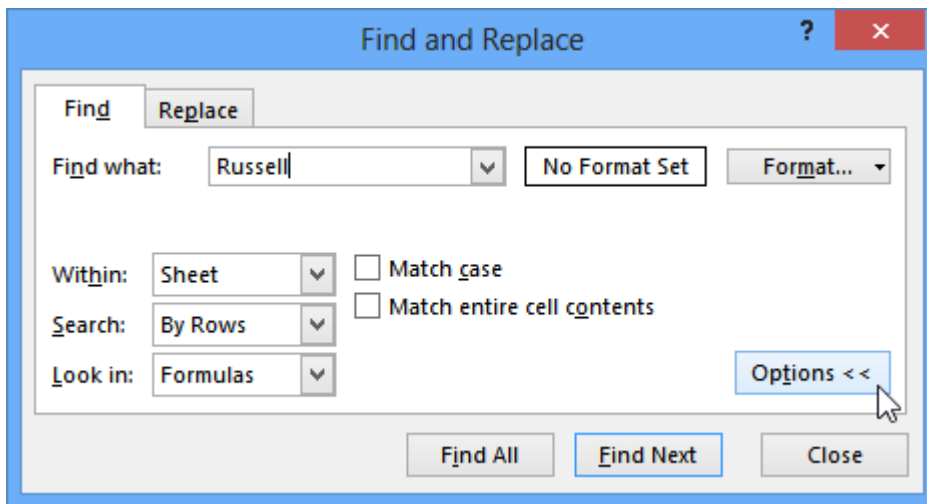 Find and Replace ? ×
Find Replace
Find what: Russell No Format Set Format...
Within: Sheet Match case
Match entire cell contents
Search: By Rows
Look in: Formulas Options <<
Find All Find Next Close